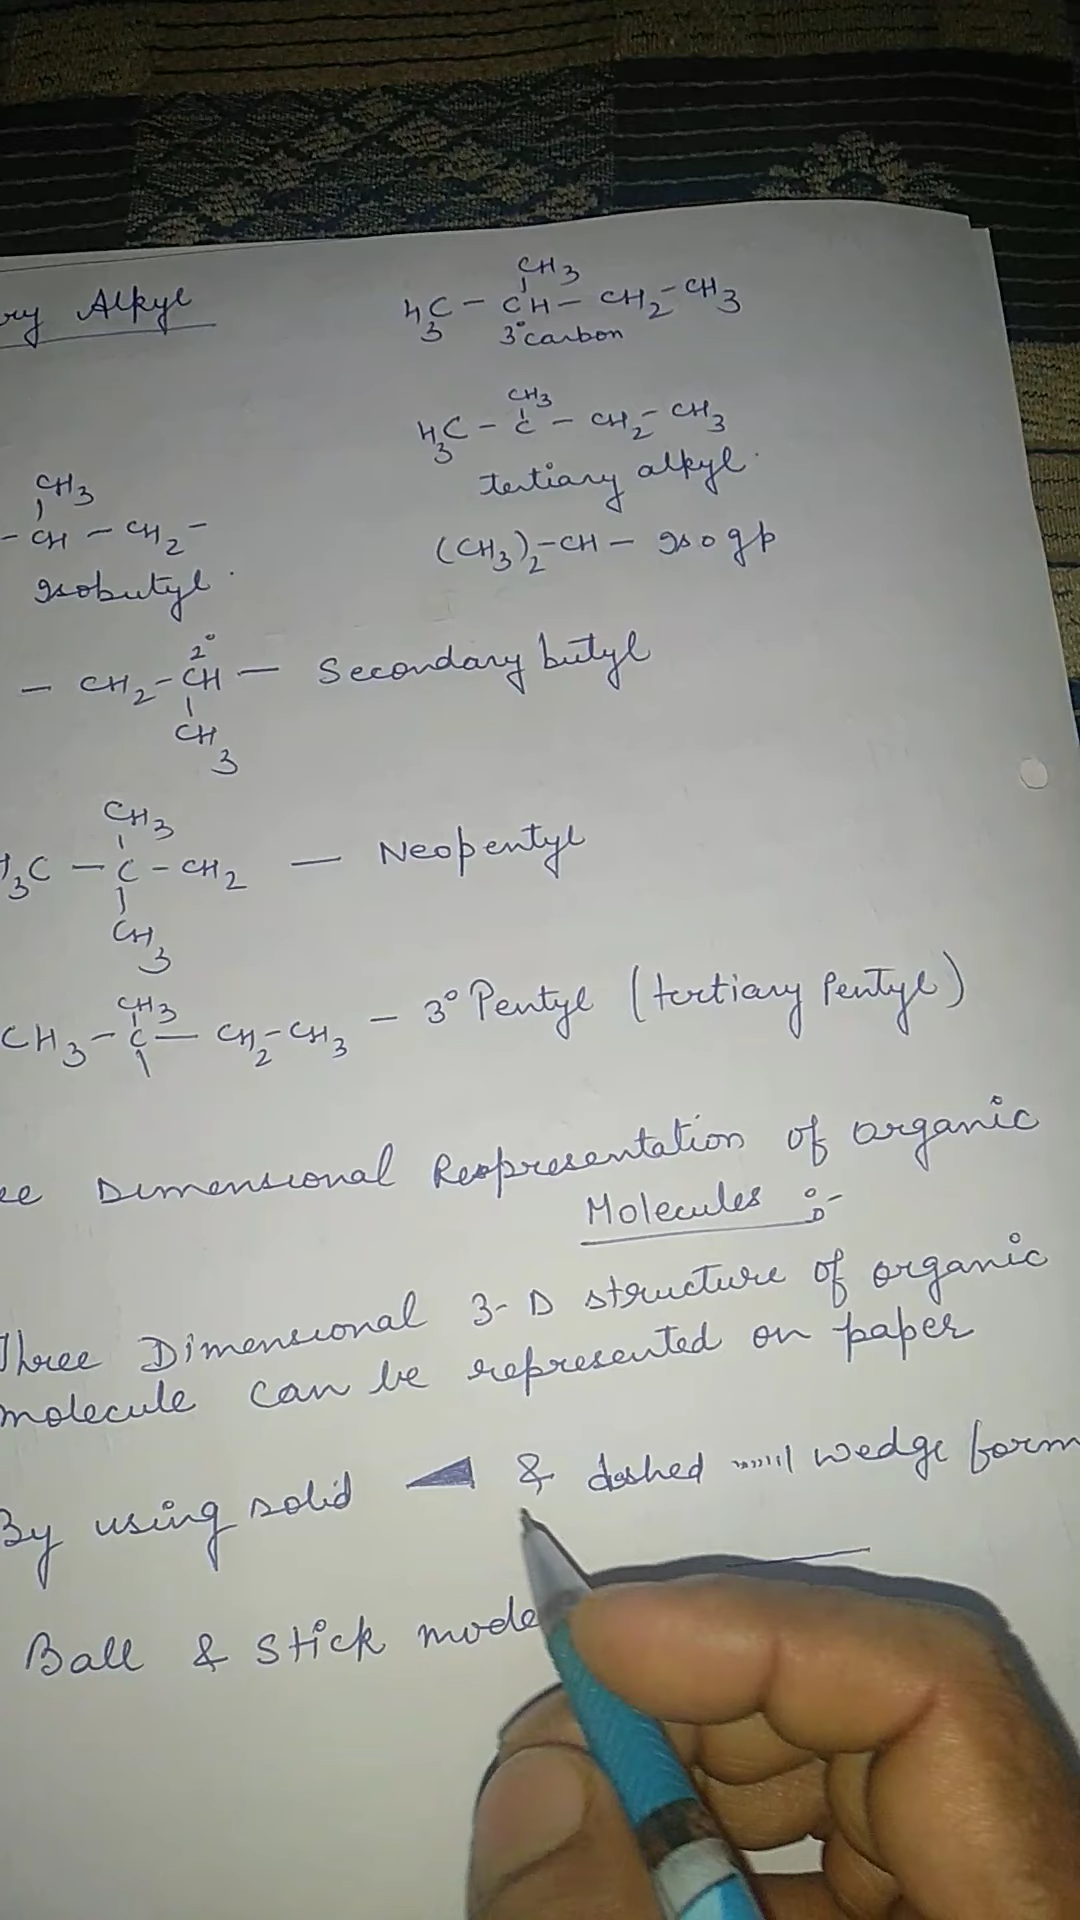 ry Alkyl
CH3
H3C - CH - CH2 - CH3
3° carbon
CH3
H3C - C - CH2 - CH3
tertiary alkyl
CH3
- CH - CH2 -
Isobutyl
(CH3)2 - CH - Iso gp
2°
- CH2 - CH - Secondary butyl
CH3
CH3
H3C - C - CH2 - Neopentyl
CH3
CH3
CH3 - C - CH2 - CH3 - 3° Pentyl (tertiary Pentyl)
ee Dimensional Representation of organic
Molecules :-
Three Dimensional 3-D structure of organic
molecule can be represented on paper
By using solid & dashed wedge form
Ball & Stick mode